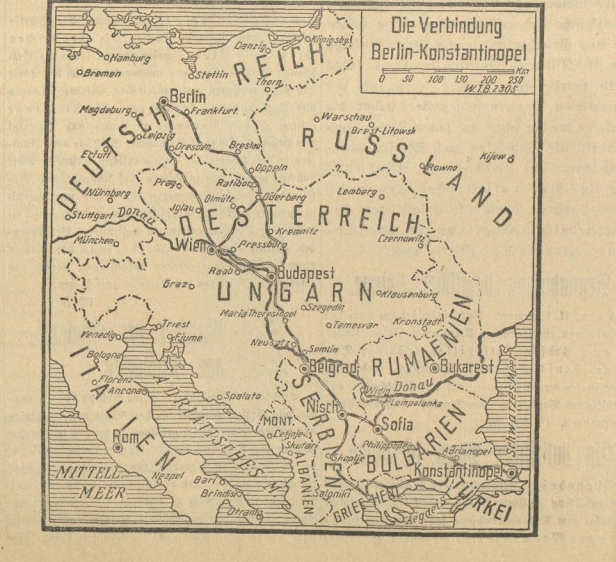 Die Verbindung
Berlin-Konstantinopel
0 50 100 150 200 250 Km
W.T.B.230S
Königsbg.
Danzig
Hamburg
Bremen
Stettin
Thorn
DEUTSCH. REICH
Berlin
Magdeburg
Frankfurt
Warschau
Brest-Litowsk
RUSSLAND
Leipzig
Erfurt
Dresden
Breslau
Kijew
Rowno
Oppeln
Ratibor
Prag
Nürnberg
Olmütz
Oderberg
Lemberg
Iglau
Stuttgart
Donau
OESTERREICH
Kremnitz
Czernowitz
München
Wien
Pressburg
Raab
Budapest
Graz
UNGARN
Klausenburg
Szegedin
MariaTheresiopel
Temesvar
Kronstadt
Triest
Venedig
Fiume
Neusatz
Semlin
RUMAENIEN
Bologna
Belgrad
Bukarest
Florenz
Ancona
Widin
Donau
Lompalanka
Schwarzes Meer
ITALIEN
ADRIATISCHES M.
Spalato
SERBIEN
Nisch
Sofia
MONT.
Cetinje
Skutari
BULGARIEN
Philippopel
Rom
Adrianopel
Skoplje
Konstantinopel
ALBANIEN
MITTELL.
MEER
Neapel
Bari
Brindisi
Otranto
Saloniki
GRIECHENL.
Aegaeis
TÜRKEI